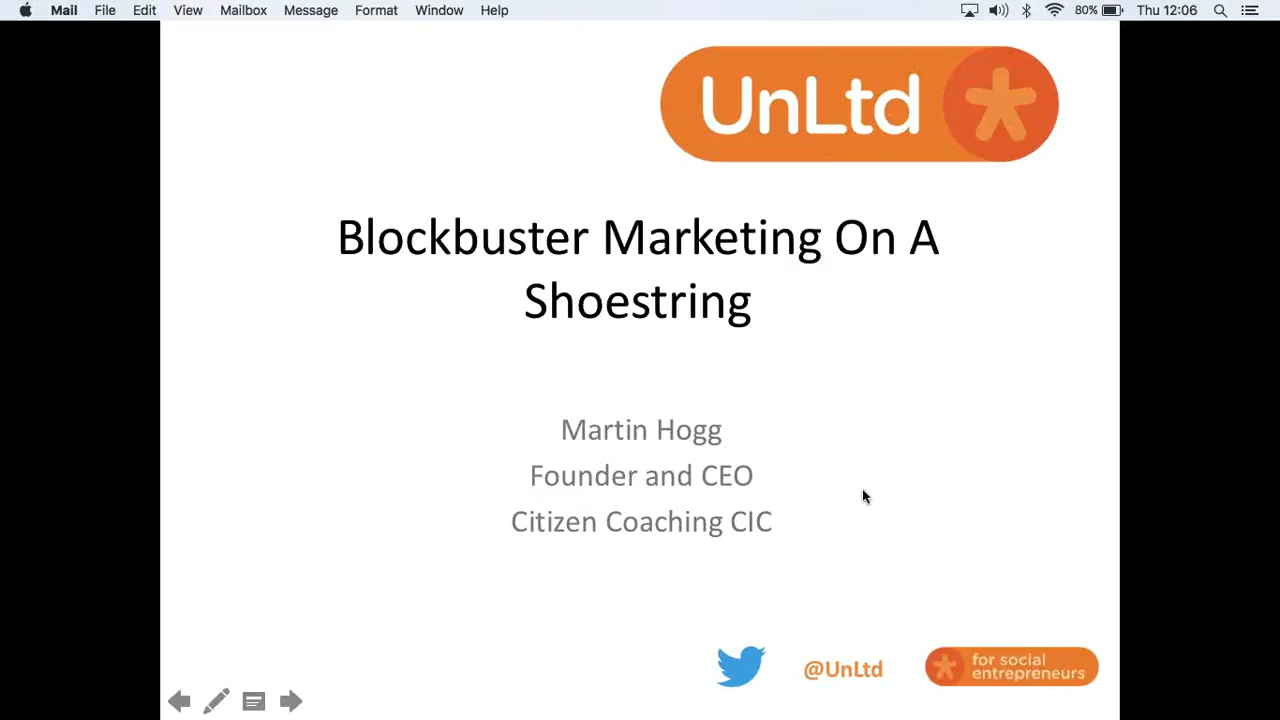 Mail File Edit View Mailbox Message Format Window Help 80% Thu 12:06
UnLtd
Blockbuster Marketing On A
Shoestring
Martin Hogg
Founder and CEO
Citizen Coaching CIC
@UnLtd
for social
entrepreneurs